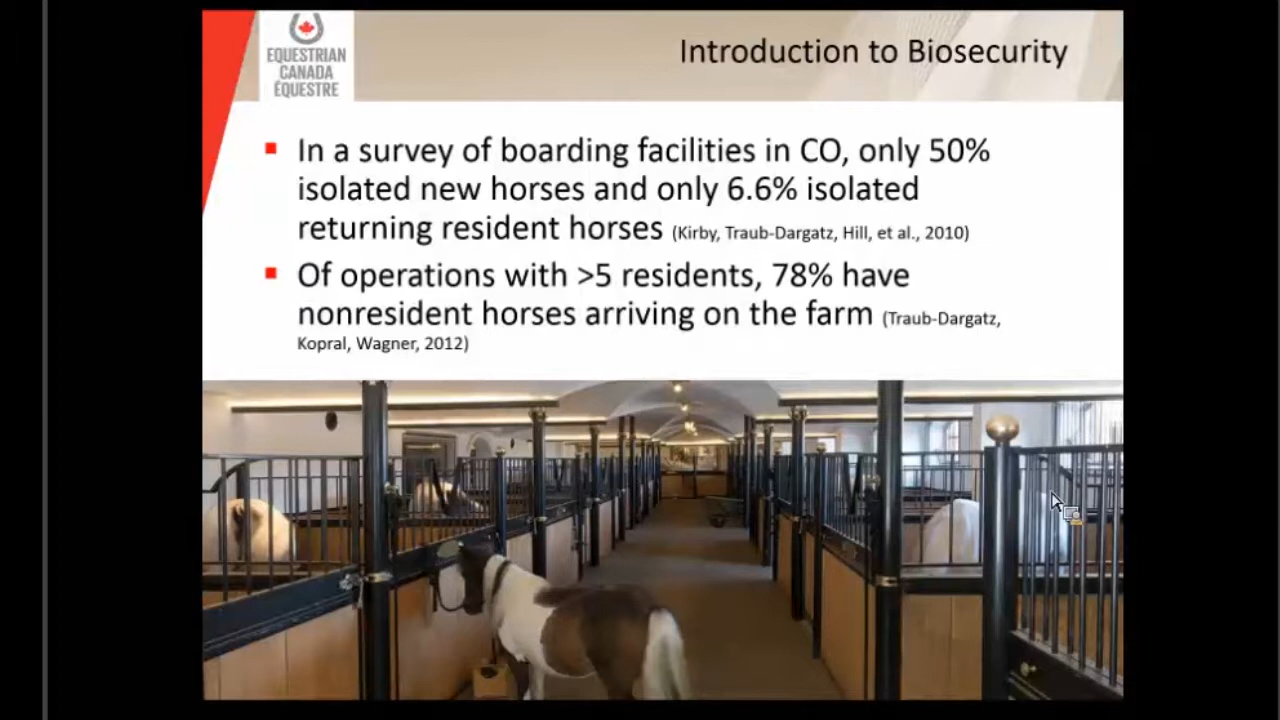 EQUESTRIAN
CANADA
ÉQUESTRE
Introduction to Biosecurity
In a survey of boarding facilities in CO, only 50%
isolated new horses and only 6.6% isolated
returning resident horses (Kirby, Traub-Dargatz, Hill, et al., 2010)
Of operations with >5 residents, 78% have
nonresident horses arriving on the farm (Traub-Dargatz,
Kopral, Wagner, 2012)